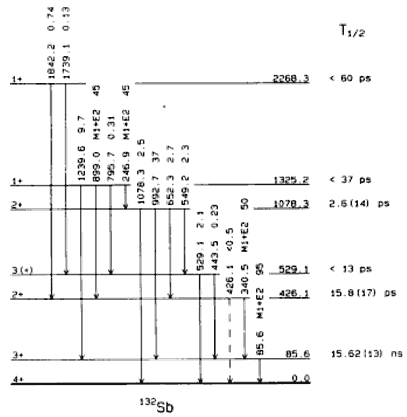 T1/2
1842.2 0.74
1739.1 0.13
1+ 2268.3 < 60 ps
1239.6 9.7
899.0 M1+E2 45
795.7 0.31
246.9 M1+E2 45
1+ 1325.2 < 37 ps
1078.3 2.5
992.7 37
652.3 2.7
549.2 2.3
2+ 1078.3 2.6(14) ps
529.1 2.1
443.5 0.23
426.1 <0.5
340.5 M1+E2 50
3(+) 529.1 < 13 ps
2+ 426.1 15.8(17) ps
85.6 M1+E2 95
3+ 85.6 15.62(13) ns
4+ 0.0
132Sb